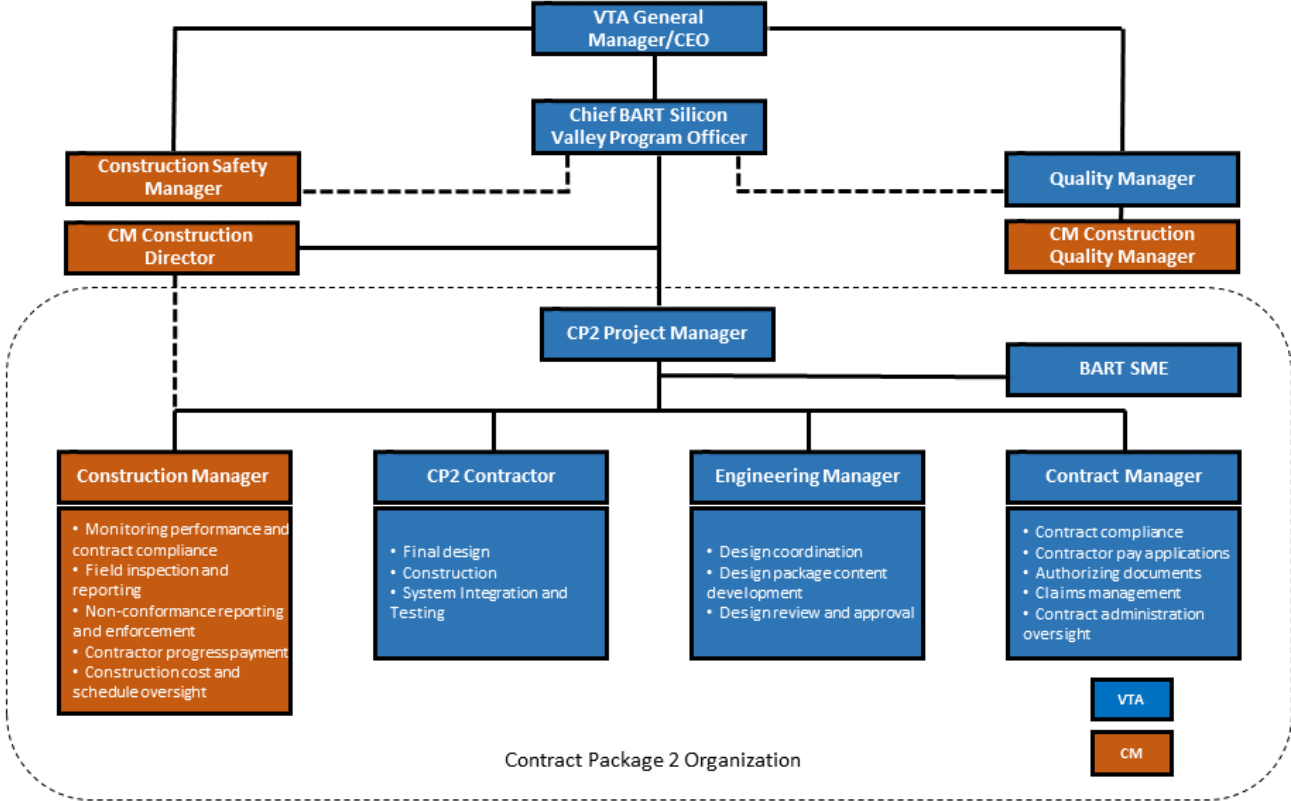 VTA General
Manager/CEO
Chief BART Silicon
Valley Program Officer
Construction Safety
Manager
Quality Manager
CM Construction
Director
CM Construction
Quality Manager
CP2 Project Manager
BART SME
Construction Manager
• Monitoring performance and
contract compliance
• Field inspection and
reporting
• Non-conformance reporting
and enforcement
• Contractor progress payment
• Construction cost and
schedule oversight
CP2 Contractor
• Final design
• Construction
• System Integration and
Testing
Engineering Manager
• Design coordination
• Design package content
development
• Design review and approval
Contract Manager
• Contract compliance
• Contractor pay applications
• Authorizing documents
• Claims management
• Contract administration
oversight
VTA
CM
Contract Package 2 Organization